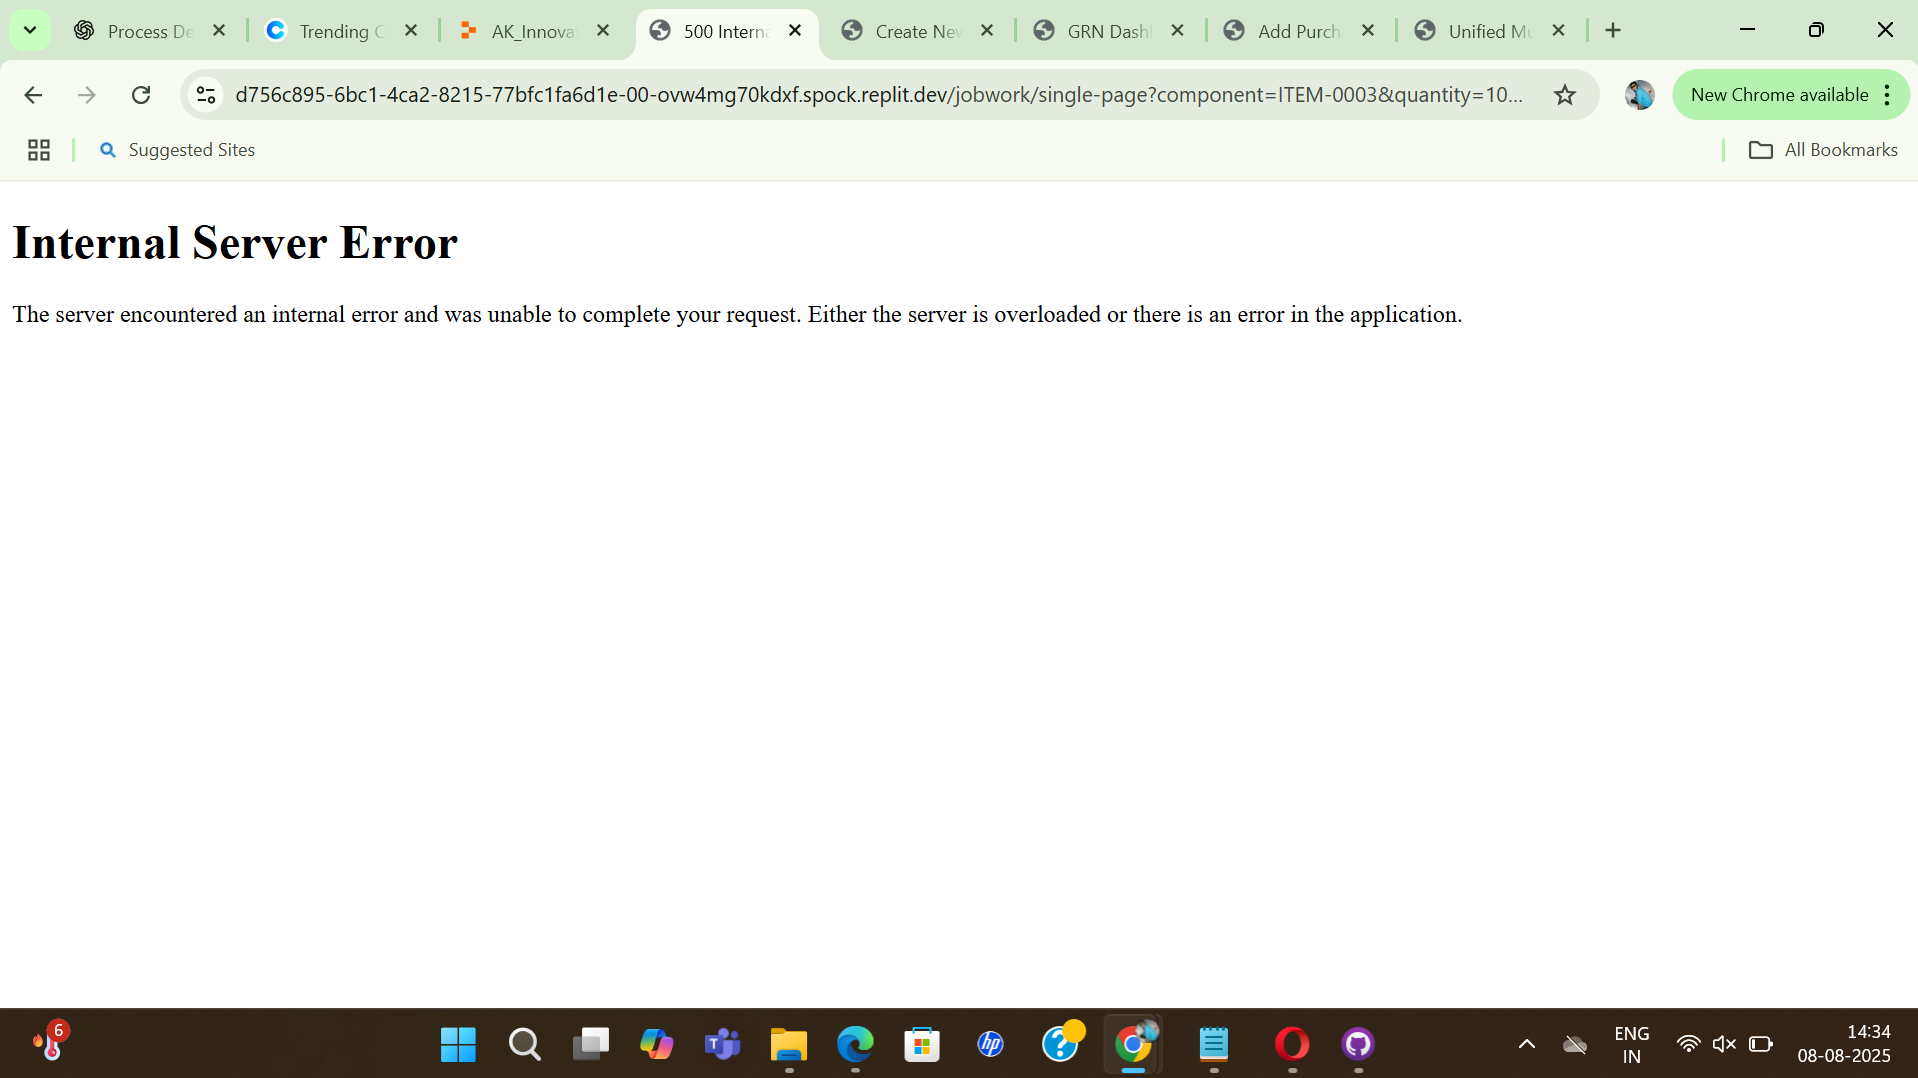 Process De
Trending C
AK_Innova
500 Interna
Create New
GRN Dash
Add Purch
Unified Mu
d756c895-6bc1-4ca2-8215-77bfc1fa6d1e-00-ovw4mg70kdxf.spock.replit.dev/jobwork/single-page?component=ITEM-0003&quantity=10...
New Chrome available
Suggested Sites
All Bookmarks
Internal Server Error
The server encountered an internal error and was unable to complete your request. Either the server is overloaded or there is an error in the application.
6
hp
ENG
IN
14:34
08-08-2025